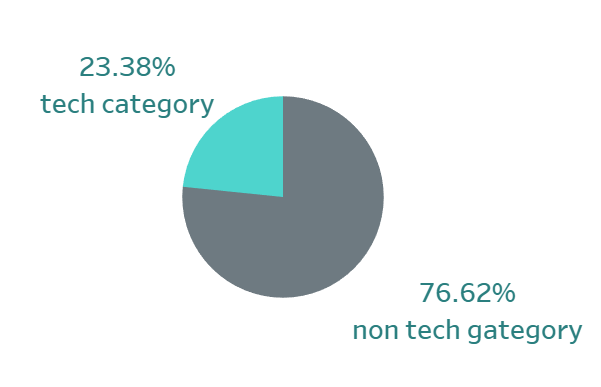 23.38%
tech category
76.62%
non tech gategory